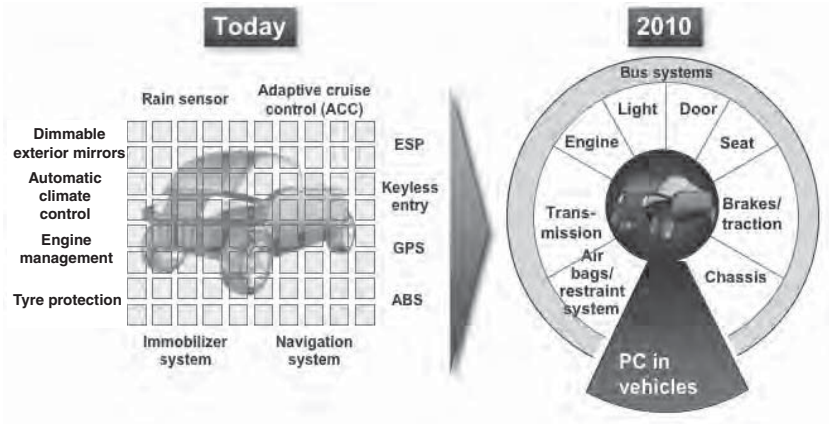 Today
Rain sensor
Adaptive cruise
control (ACC)
Dimmable
exterior mirrors
Automatic
climate
control
Engine
management
Tyre protection
ESP
Keyless
entry
GPS
ABS
Immobilizer
system
Navigation
system
2010
Bus systems
Light
Door
Engine
Seat
Trans-
mission
Brakes/
traction
Air
bags/
restraint
system
Chassis
PC in
vehicles